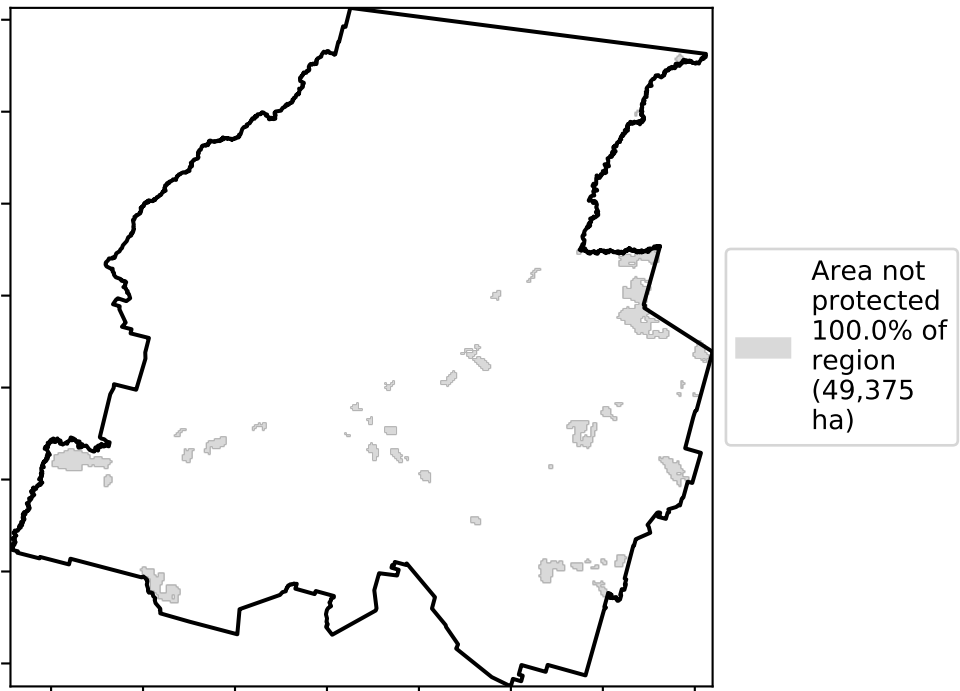 Area not
protected
100.0% of
region
(49,375
ha)